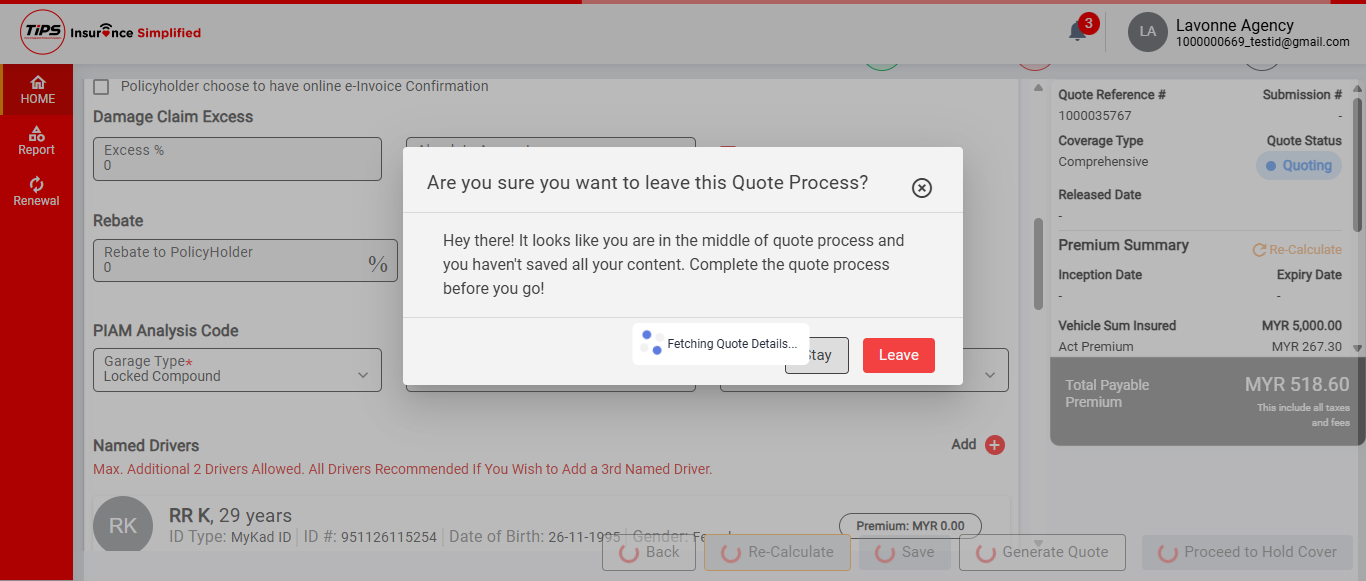 TiPS Insurance Simplified
3
LA
Lavonne Agency
1000000669_testid@gmail.com
HOME
Report
Renewal
Policyholder choose to have online e-Invoice Confirmation
Damage Claim Excess
Excess %
0
Rebate
Rebate to PolicyHolder
0
%
PIAM Analysis Code
Garage Type*
Locked Compound
Are you sure you want to leave this Quote Process?
Hey there! It looks like you are in the middle of quote process and
you haven't saved all your content. Complete the quote process
before you go!
Fetching Quote Details...
Stay
Leave
Named Drivers
Add
Max. Additional 2 Drivers Allowed. All Drivers Recommended If You Wish to Add a 3rd Named Driver.
RK
RR K, 29 years
ID Type: MyKad ID
ID #: 951126115254
Date of Birth: 26-11-1995
Gender:
Premium: MYR 0.00
Back
Re-Calculate
Save
Generate Quote
Proceed to Hold Cover
Quote Reference #
Submission #
1000035767
-
Coverage Type
Quote Status
Comprehensive
Quoting
Released Date
-
Premium Summary
Re-Calculate
Inception Date
Expiry Date
-
-
Vehicle Sum Insured
MYR 5,000.00
Act Premium
MYR 267.30
Total Payable
Premium
MYR 518.60
This include all taxes
and fees